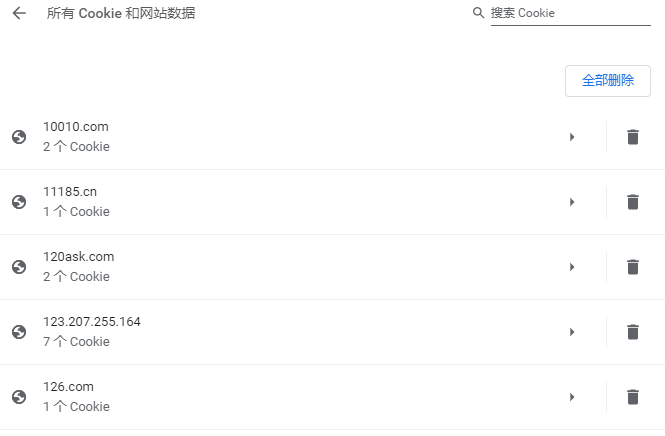 所有 Cookie 和网站数据
搜索 Cookie
全部删除
10010.com
2 个 Cookie
11185.cn
1 个 Cookie
120ask.com
2 个 Cookie
123.207.255.164
7 个 Cookie
126.com
1 个 Cookie